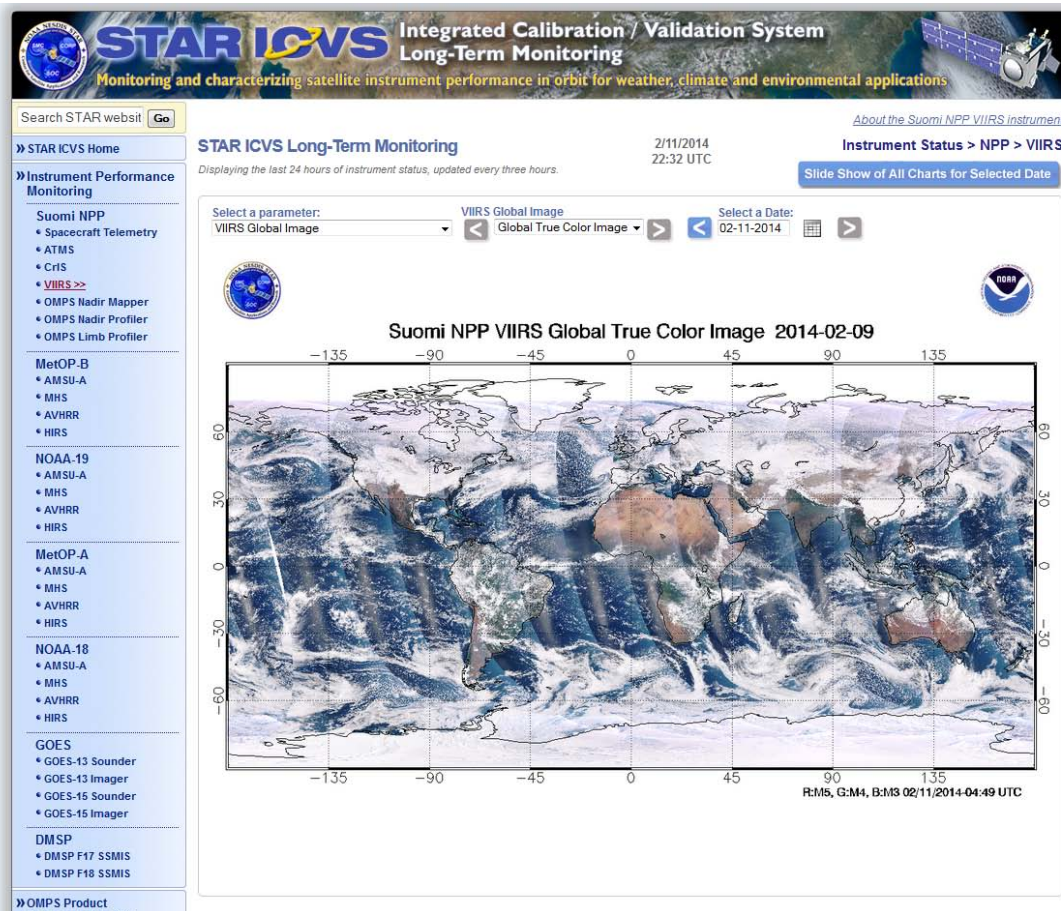 STAR ICVS
Integrated Calibration / Validation System
Long-Term Monitoring
Monitoring and characterizing satellite instrument performance in orbit for weather, climate and environmental applications
Search STAR websit Go
About the Suomi NPP VIIRS instrumen
» STAR ICVS Home
STAR ICVS Long-Term Monitoring
2/11/2014
22:32 UTC
Instrument Status > NPP > VIIRS
Displaying the last 24 hours of instrument status, updated every three hours.
Slide Show of All Charts for Selected Date
» Instrument Performance
Monitoring
Suomi NPP
Spacecraft Telemetry
ATMS
CrIS
VIIRS >>
OMPS Nadir Mapper
OMPS Nadir Profiler
OMPS Limb Profiler
MetOP-B
AMSU-A
MHS
AVHRR
HIRS
NOAA-19
AMSU-A
MHS
AVHRR
HIRS
MetOP-A
AMSU-A
MHS
AVHRR
HIRS
NOAA-18
AMSU-A
MHS
AVHRR
HIRS
GOES
GOES-13 Sounder
GOES-13 Imager
GOES-15 Sounder
GOES-15 Imager
DMSP
DMSP F17 SSMIS
DMSP F18 SSMIS
» OMPS Product
Select a parameter:
VIIRS Global Image
VIIRS Global Image
< Global True Color Image >
Select a Date:
< 02-11-2014 >
NOAA
Suomi NPP VIIRS Global True Color Image 2014-02-09
-135 -90 -45 0 45 90 135
60 60
30 30
0 0
-30 -30
-60 -60
-135 -90 -45 0 45 90 135
R:M5, G:M4, B:M3 02/11/2014-04:49 UTC